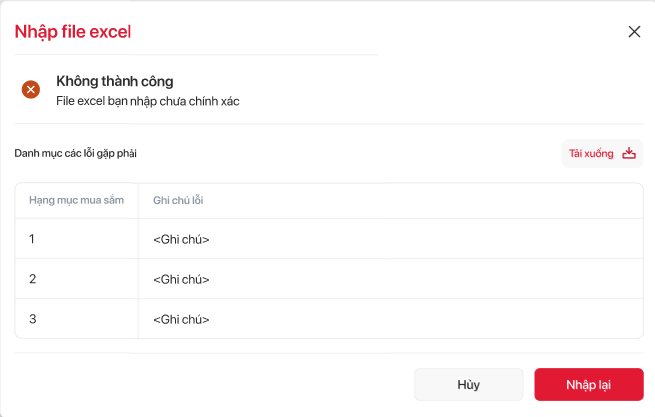 Nhập file excel
Không thành công
File excel bạn nhập chưa chính xác
Danh mục các lỗi gặp phải
Tải xuống
Hạng mục mua sắm Ghi chú lỗi
1 <Ghi chú>
2 <Ghi chú>
3 <Ghi chú>
Hủy Nhập lại